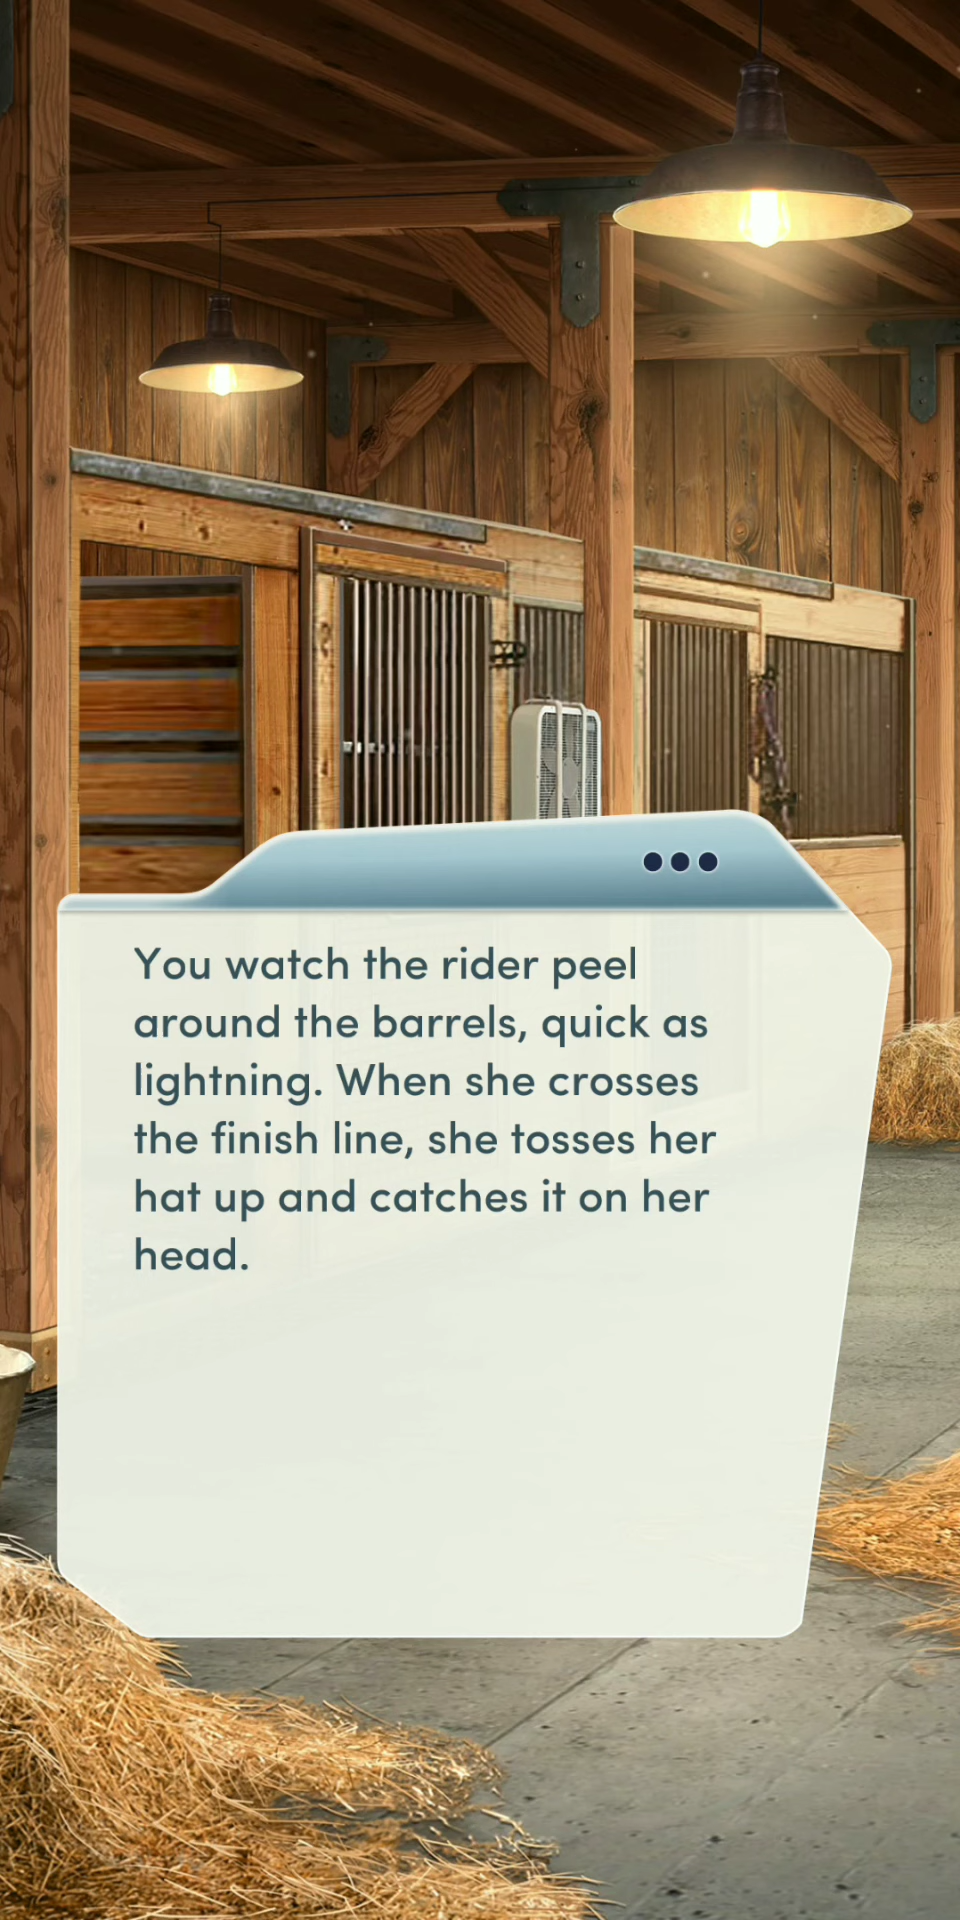 You watch the rider peel
around the barrels, quick as
lightning. When she crosses
the finish line, she tosses her
hat up and catches it on her
head.